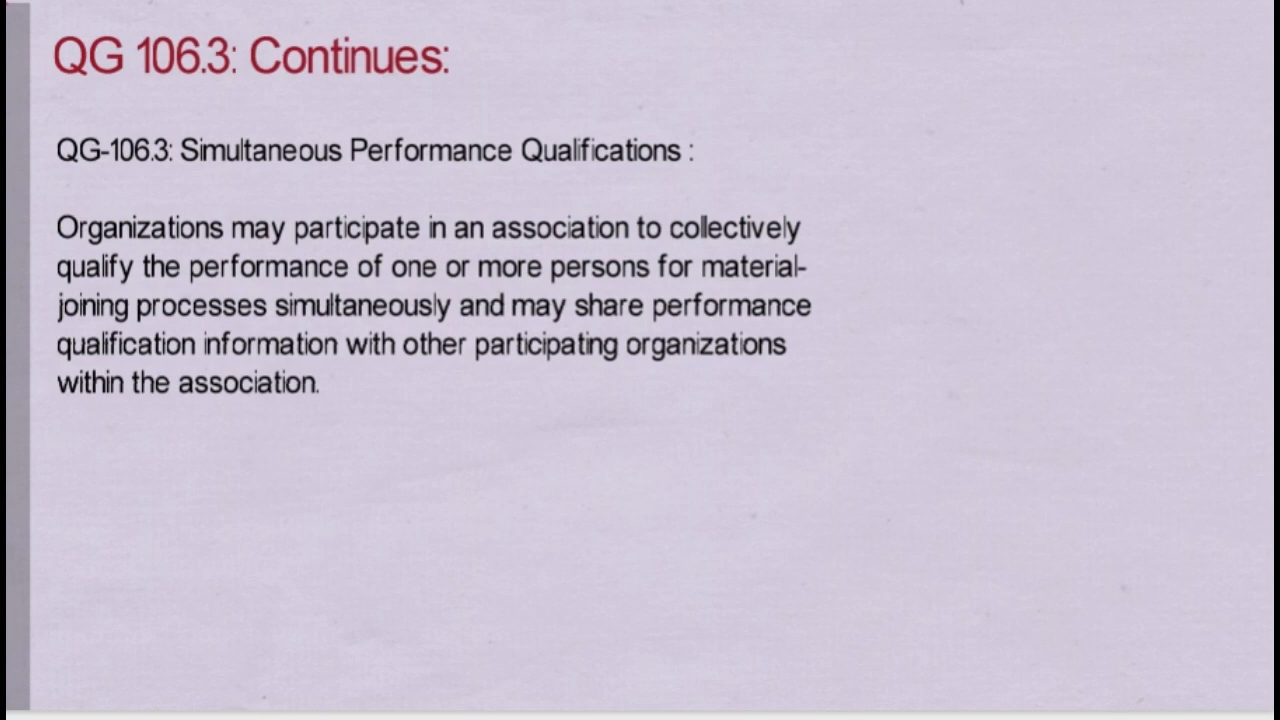 QG 106.3: Continues:
QG-106.3: Simultaneous Performance Qualifications :
Organizations may participate in an association to collectively
qualify the performance of one or more persons for material-
joining processes simultaneously and may share performance
qualification information with other participating organizations
within the association.